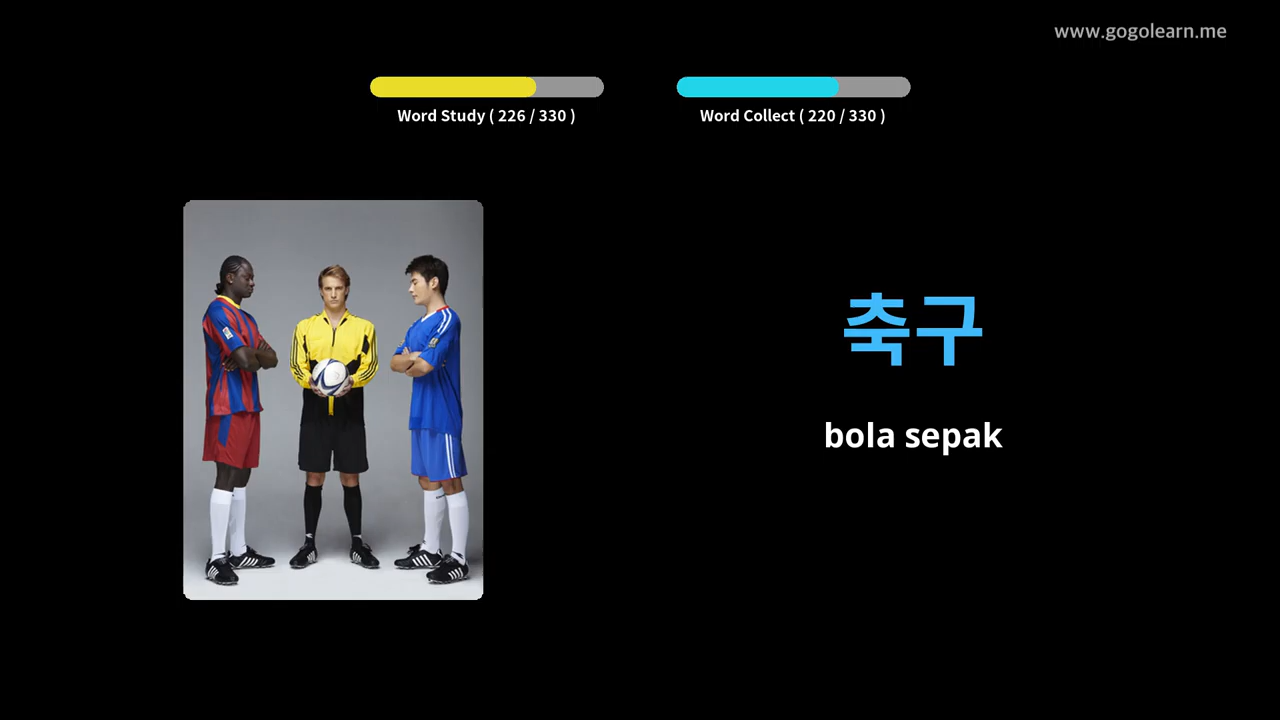 www.gogolearn.me
Word Study ( 226 / 330 )
Word Collect ( 220 / 330 )
축구
bola sepak